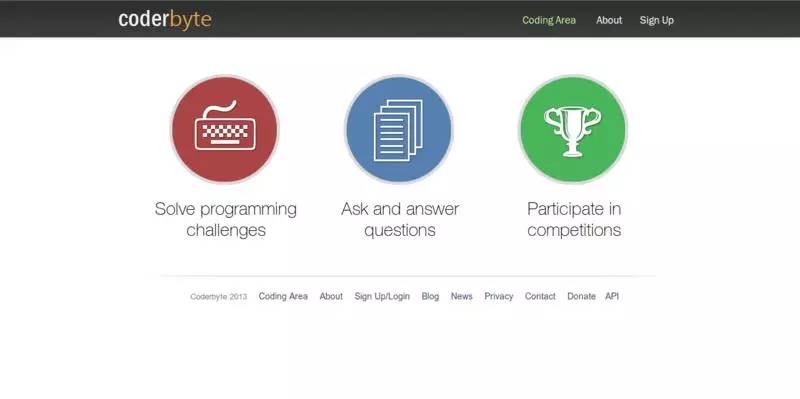 coderbyte
Coding Area About Sign Up
Solve programming
challenges
Ask and answer
questions
Participate in
competitions
Coderbyte 2013 Coding Area About Sign Up/Login Blog News Privacy Contact Donate API